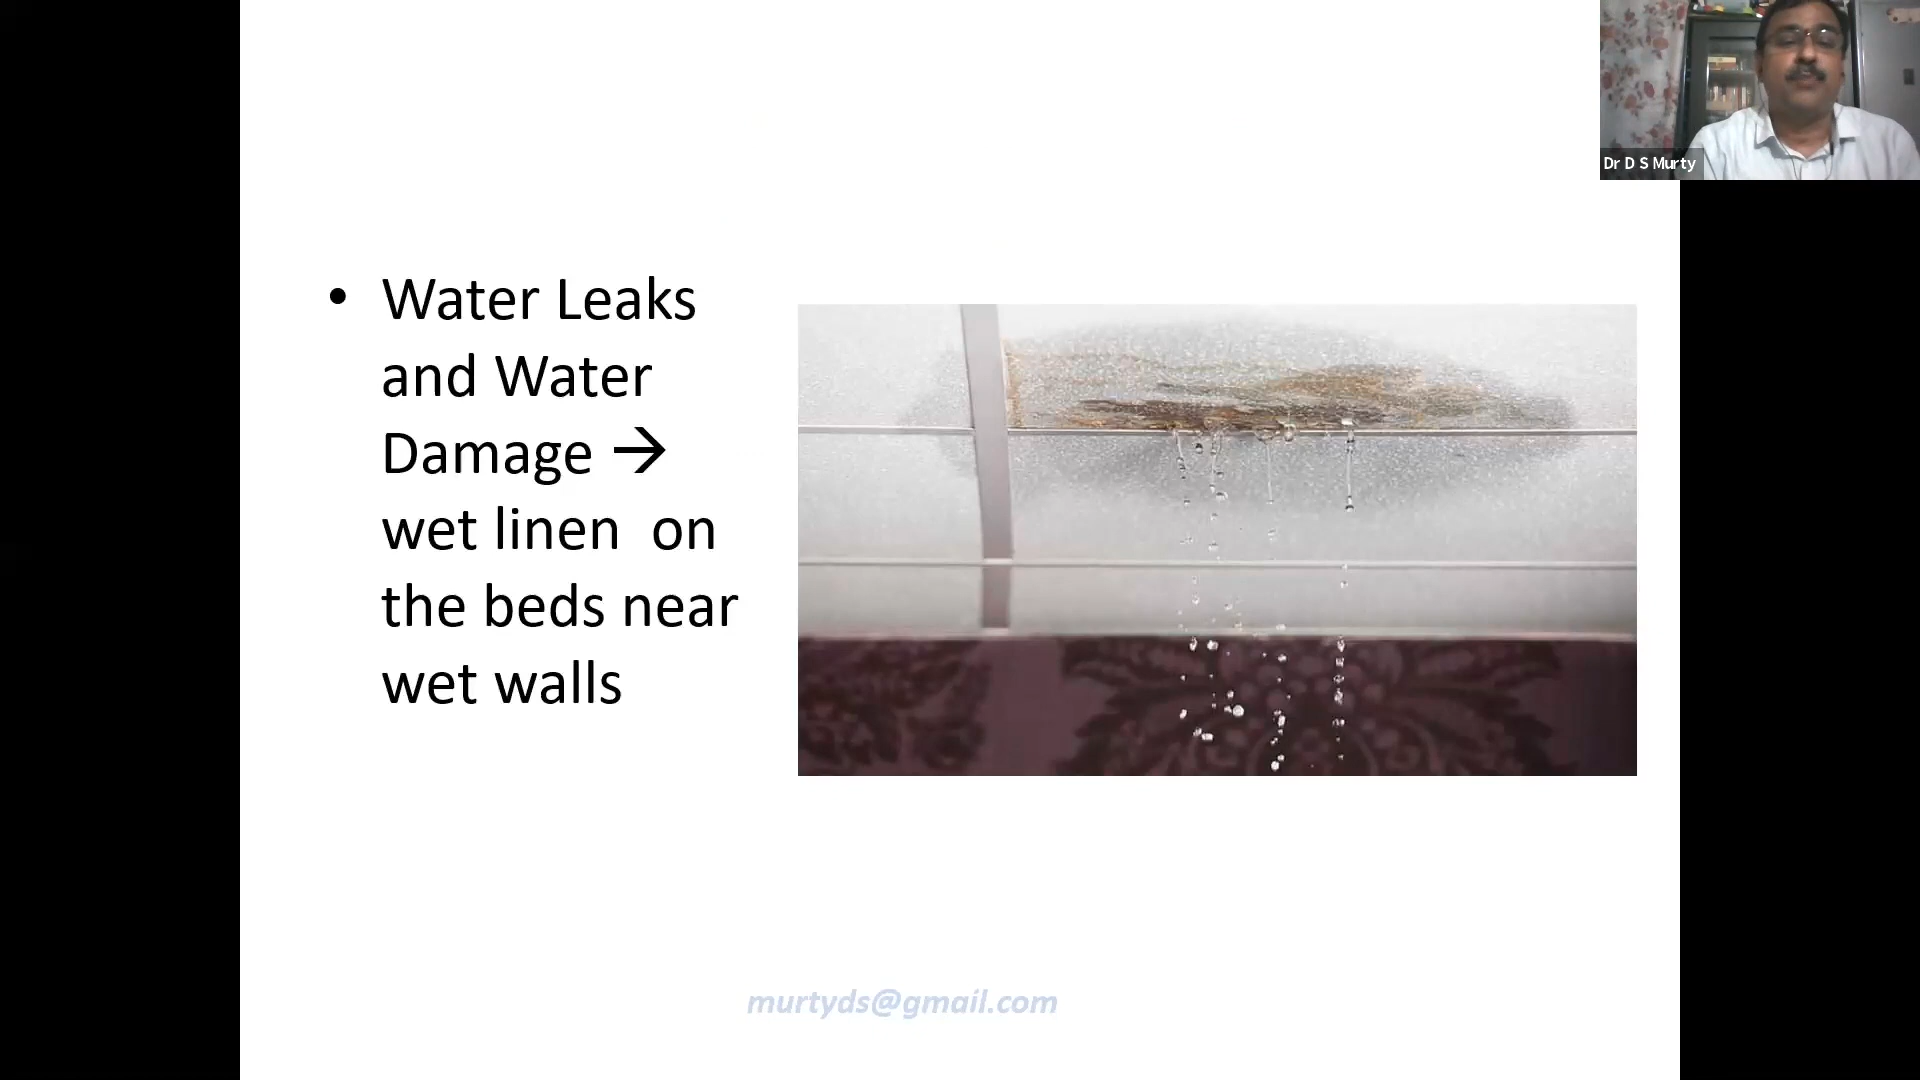 Dr D S Murty
• Water Leaks
and Water
Damage →
wet linen on
the beds near
wet walls
murtyds@gmail.com